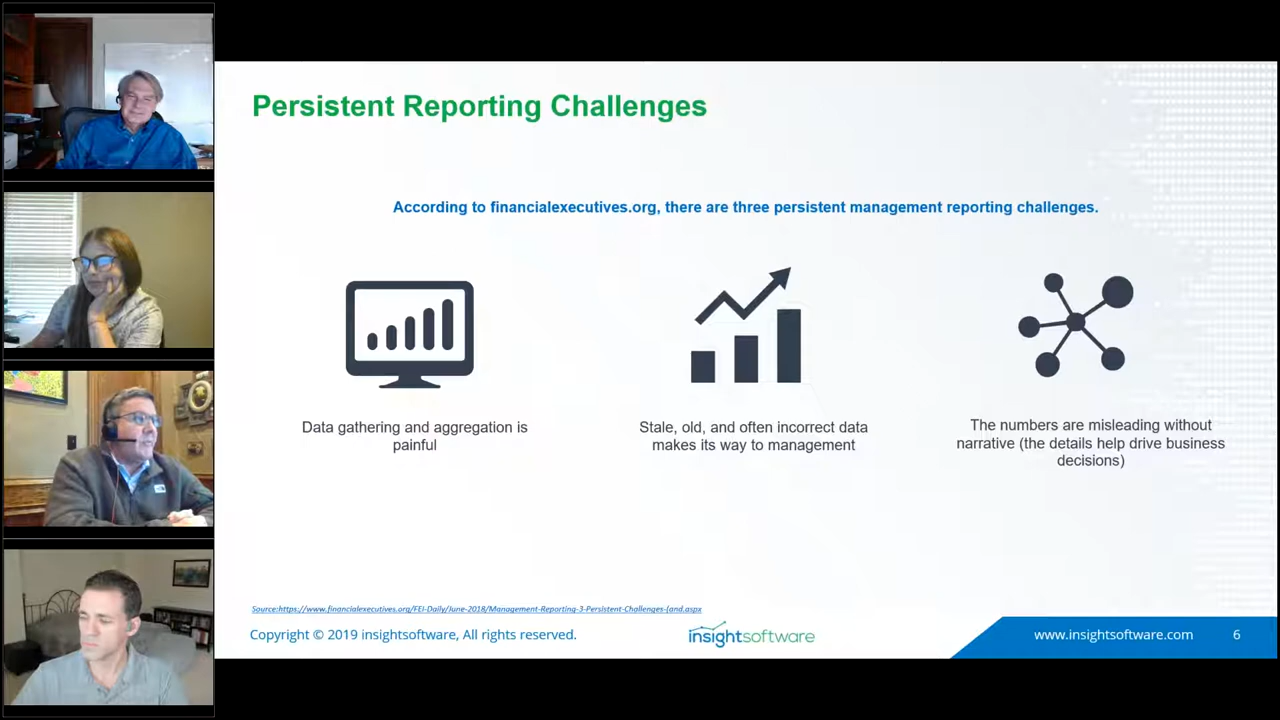 Persistent Reporting Challenges
According to financialexecutives.org, there are three persistent management reporting challenges.
Data gathering and aggregation is
painful
Stale, old, and often incorrect data
makes its way to management
The numbers are misleading without
narrative (the details help drive business
decisions)
Source:https://www.financialexecutives.org/FEI-Daily/June-2018/Management-Reporting-3-Persistent-Challenges-(and.aspx
Copyright © 2019 insightsoftware, All rights reserved.
insightsoftware
www.insightsoftware.com
6